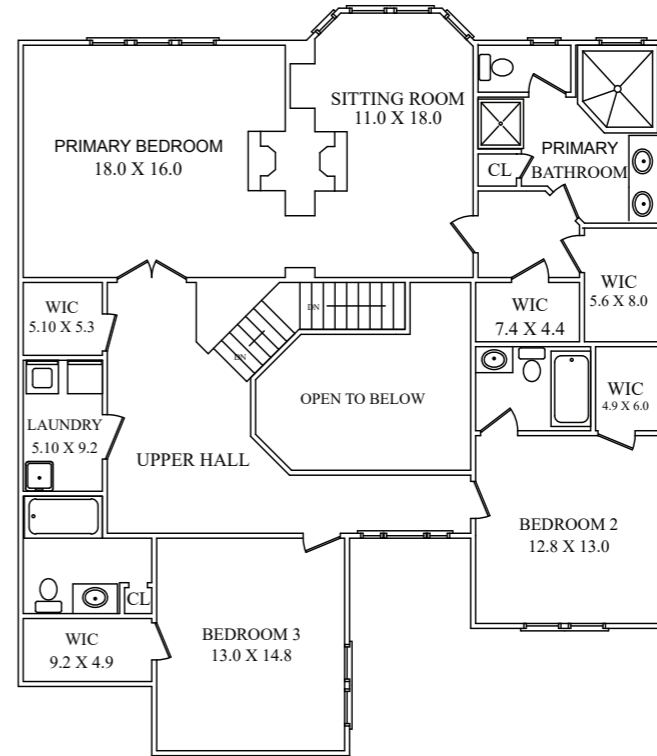 SITTING ROOM
11.0 X 18.0
PRIMARY BEDROOM
18.0 X 16.0
PRIMARY
BATHROOM
CL
WIC
5.10 X 5.3
DN
WIC
7.4 X 4.4
WIC
5.6 X 8.0
DN
OPEN TO BELOW
WIC
4.9 X 6.0
LAUNDRY
5.10 X 9.2
UPPER HALL
BEDROOM 2
12.8 X 13.0
CL
WIC
9.2 X 4.9
BEDROOM 3
13.0 X 14.8